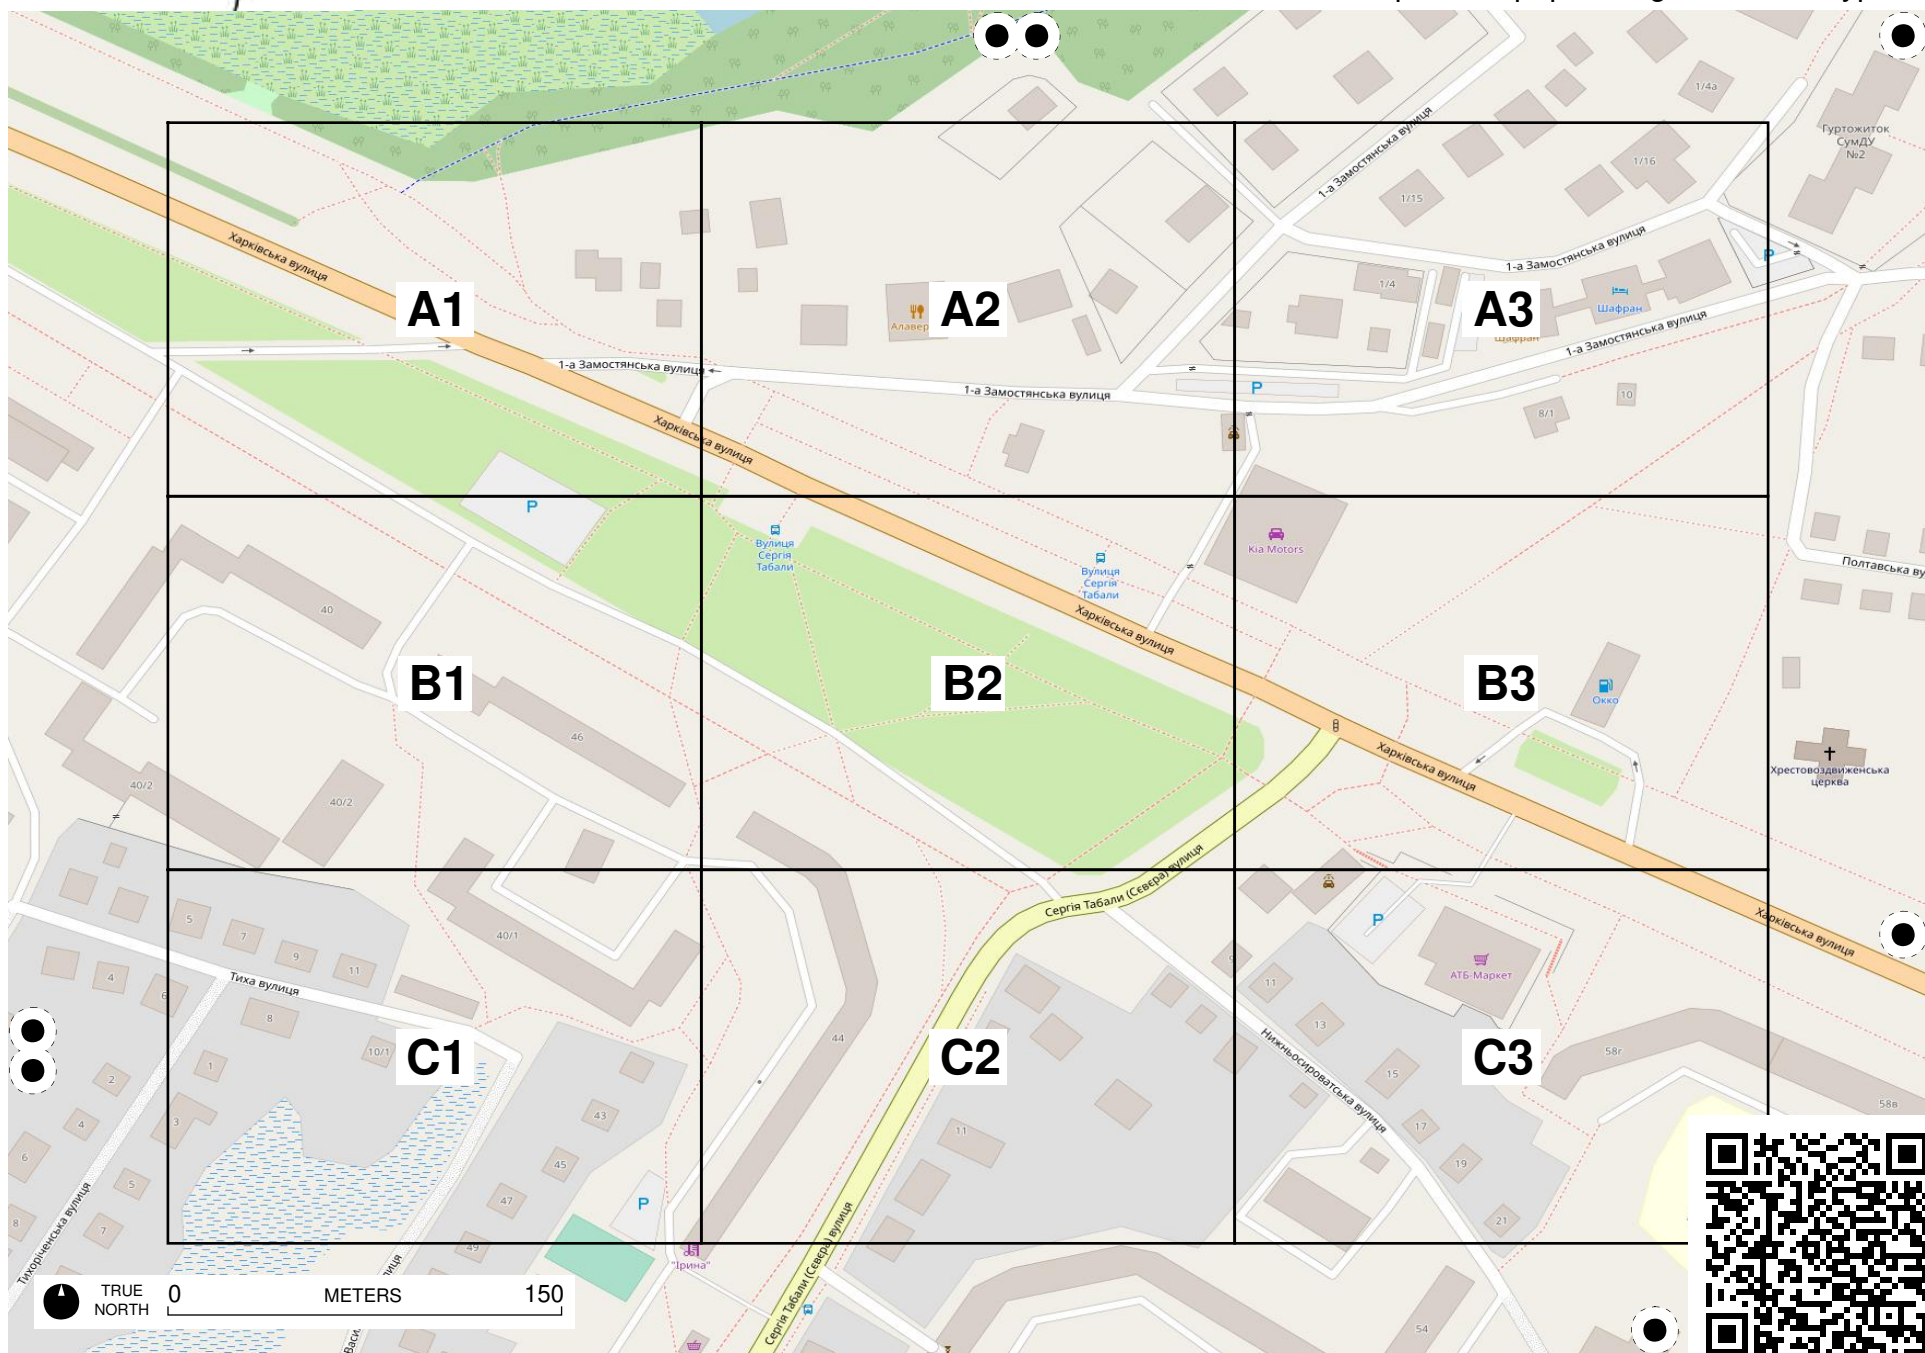 1/4а
Гуртожиток
СумДУ
№2
1-а Замостянська вулиця
1/16
1/15
Харківська вулиця
1-а Замостянська вулиця
P
1/4
Шафран
A1
A2
A3
1-а Замостянська вулиця
1-а Замостянська вулиця
P
1-а Замостянська вулиця
10
8/1
Харківська вулиця
P
Вулиця
Сергія
Табали
Kia Motors
Вулиця
Сергія
Табали
Полтавська ву
40
Харківська вулиця
B1
B2
B3
Окко
46
Харківська вулиця
Хрестовоздвиженська
церква
40/2
40/2
Сергія Табали (Сєвєра) вулиця
5
7
9
11
40/1
P
Харківська вулиця
АТБ-Маркет
4
6
Тиха вулиця
8
9
11
13
10/1
1
44
C1
C2
C3
58г
Нижньосироватська вулиця
2
15
43
3
4
11
17
58в
6
45
19
5
47
P
8
7
21
49
"Ірина"
Тихоріченська вулиця
Сергія Табали (Сєвєра) вулиця
TRUE
NORTH
0
METERS
150
54